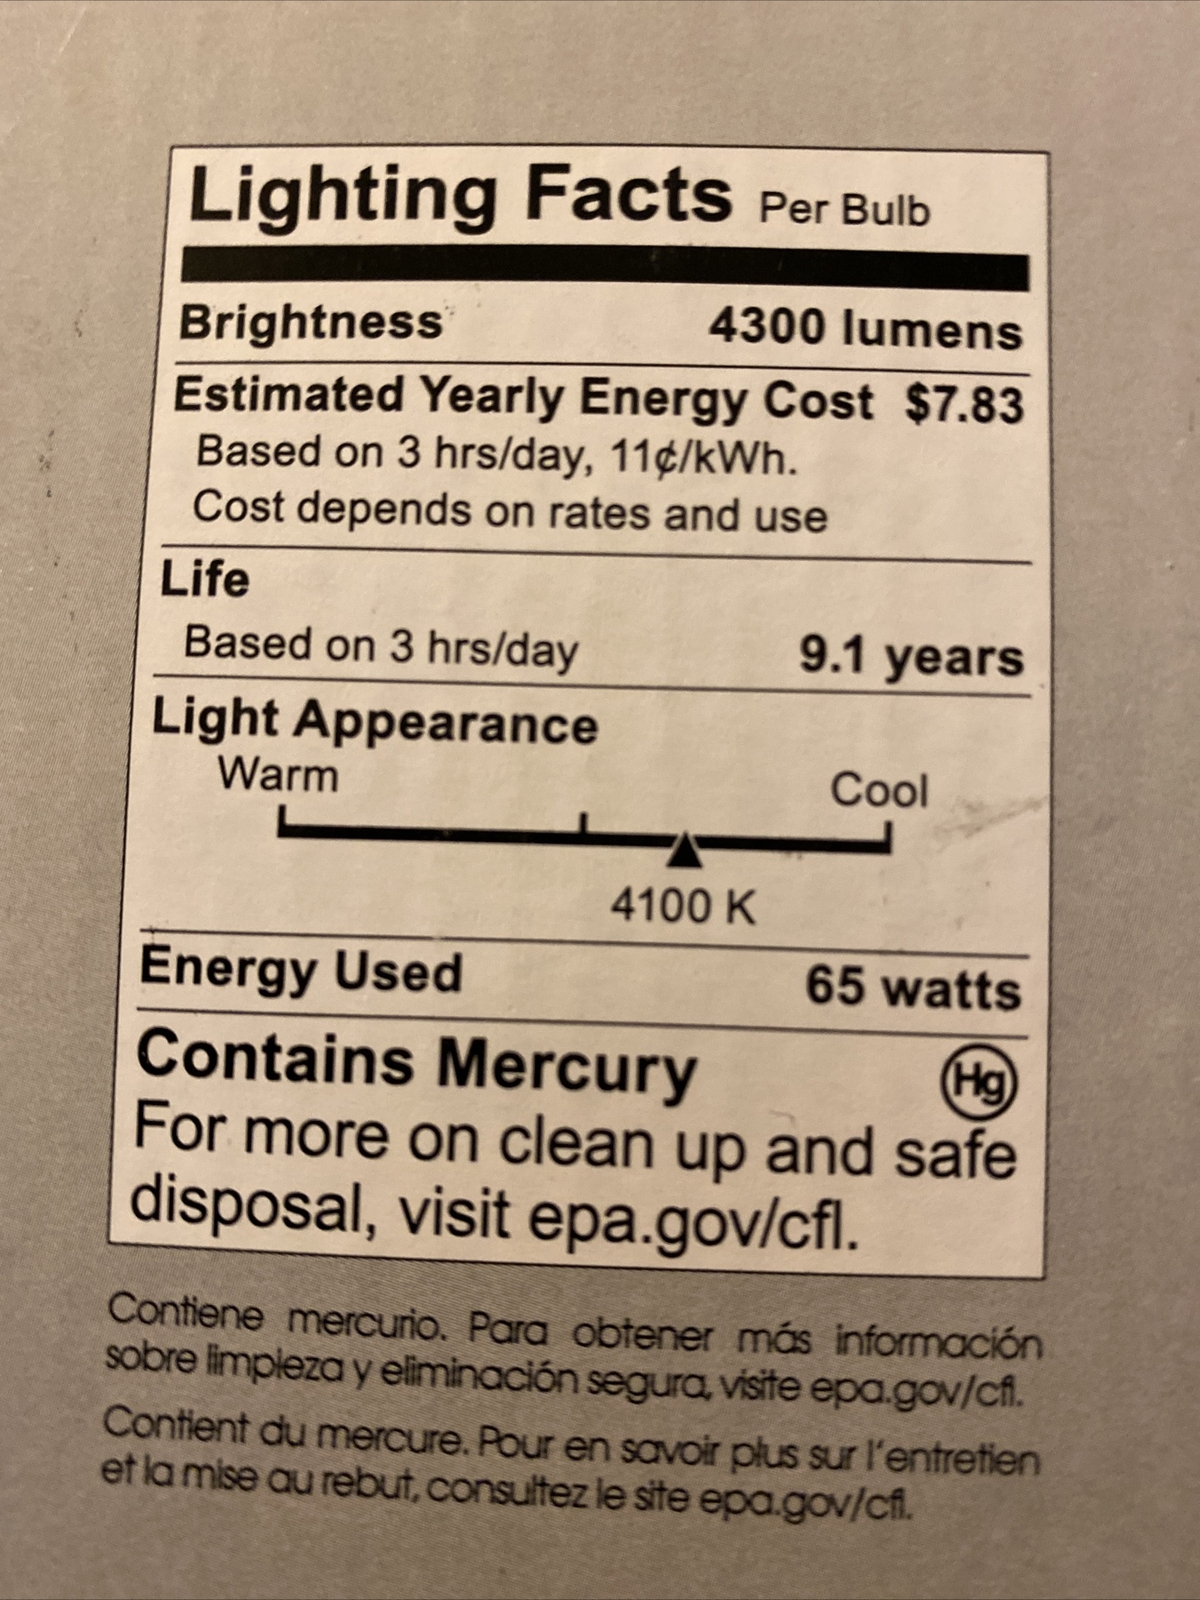 Lighting Facts Per Bulb
Brightness 4300 lumens
Estimated Yearly Energy Cost $7.83
Based on 3 hrs/day, 11¢/kWh.
Cost depends on rates and use
Life
Based on 3 hrs/day 9.1 years
Light Appearance
Warm Cool
4100 K
Energy Used 65 watts
Contains Mercury Hg
For more on clean up and safe
disposal, visit epa.gov/cfl.
Contiene mercurio. Para obtener más información
sobre limpieza y eliminación segura, visite epa.gov/cfl.
Contient du mercure. Pour en savoir plus sur l'entretien
et la mise au rebut, consultez le site epa.gov/cfl.